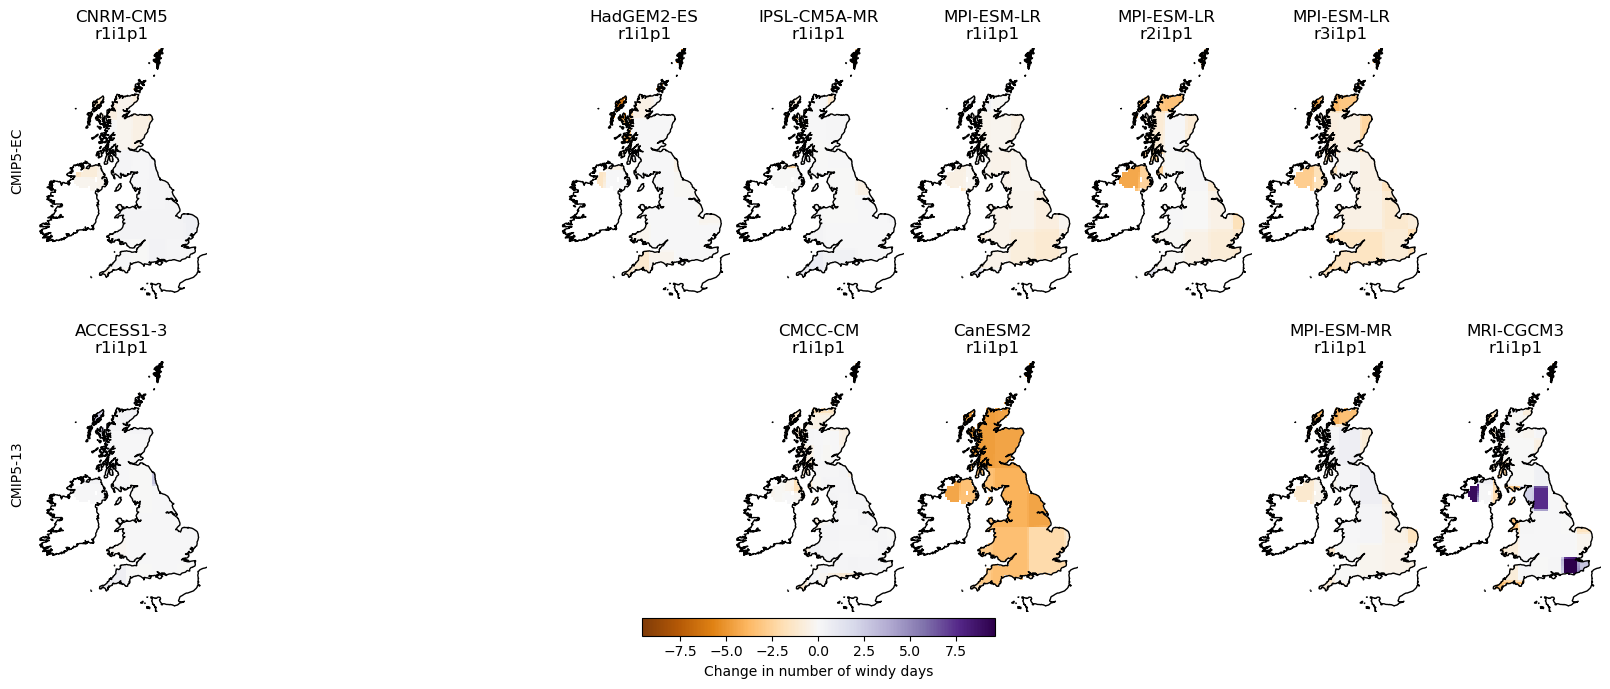 CNRM-CM5
r1i1p1
HadGEM2-ES
r1i1p1
IPSL-CM5A-MR
r1i1p1
MPI-ESM-LR
r1i1p1
MPI-ESM-LR
r2i1p1
MPI-ESM-LR
r3i1p1
CMIP5-EC
ACCESS1-3
r1i1p1
CMCC-CM
r1i1p1
CanESM2
r1i1p1
MPI-ESM-MR
r1i1p1
MRI-CGCM3
r1i1p1
CMIP5-13
−7.5 −5.0 −2.5 0.0 2.5 5.0 7.5
Change in number of windy days